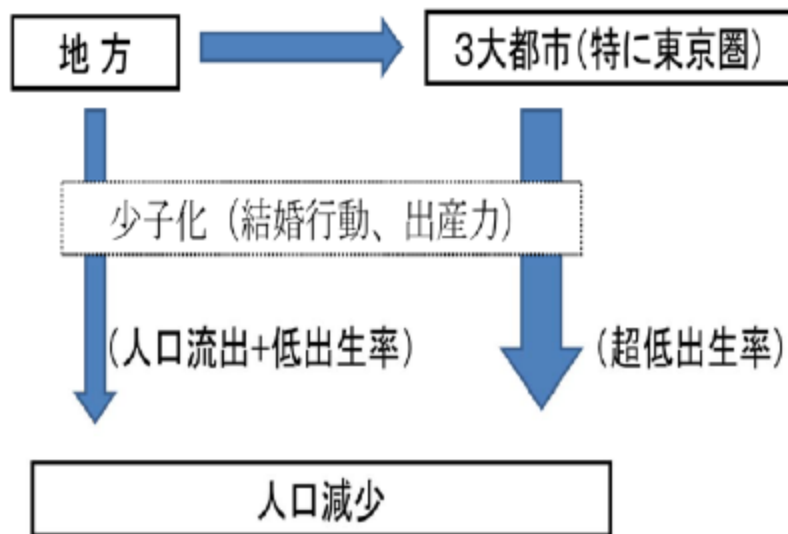 地方
3大都市(特に東京圏)
少子化(結婚行動、出産力)
(人口流出+低出生率)
(超低出生率)
人口減少